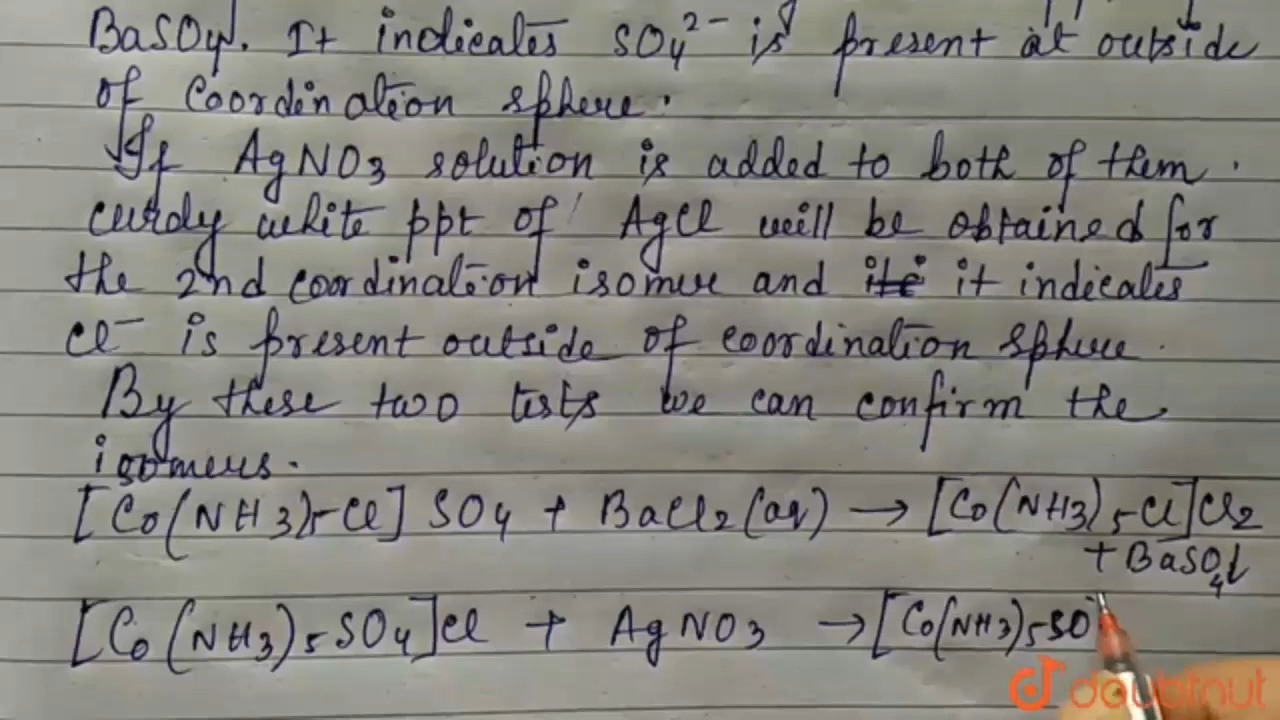 BaSO4↓. It indicates SO4²⁻ is present at outside
of Coordination sphere.
If AgNO3 solution is added to both of them.
curdy white ppt of AgCl will be obtained for
the 2nd coordination isomer and it indicates
Cl⁻ is present outside of coordination sphere.
By these two tests we can confirm the
isomers.
[Co(NH3)5Cl] SO4 + BaCl2(aq) → [Co(NH3)5Cl]Cl2
+ BaSO4↓
[Co(NH3)5SO4]Cl + AgNO3 → [Co(NH3)5SO
doubtnut